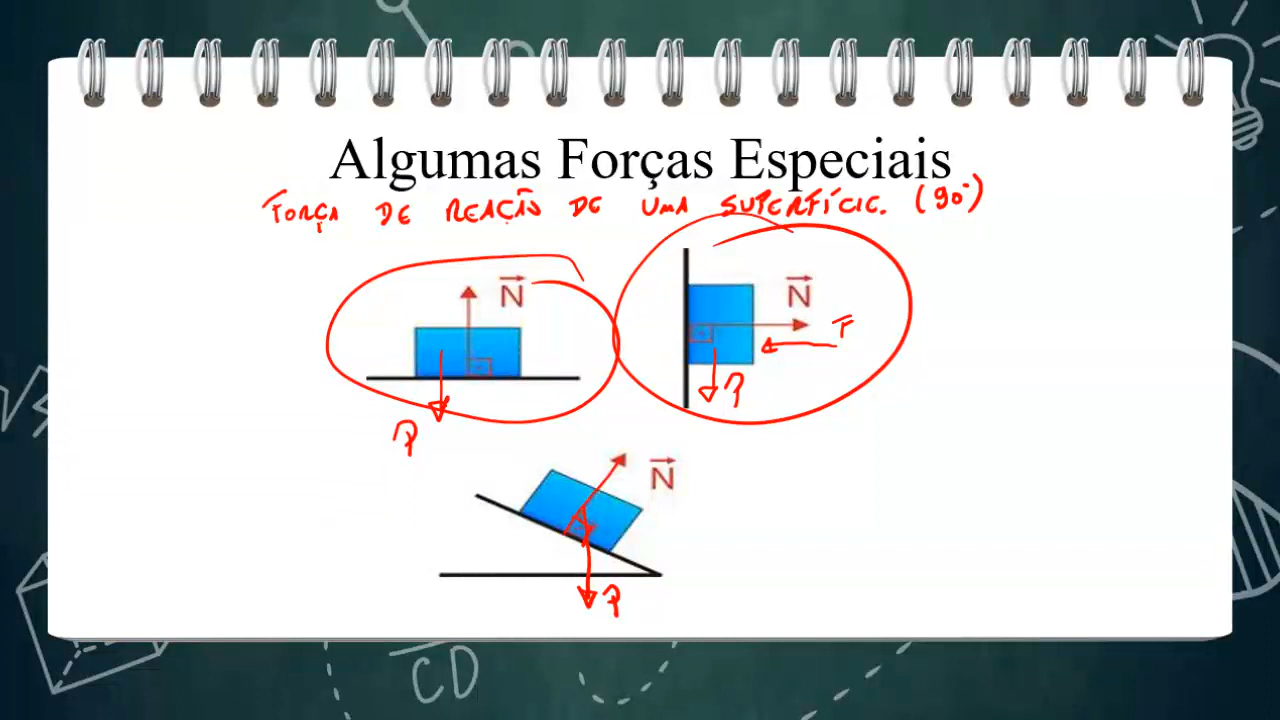 Algumas Forças Especiais
FORÇA DE REAÇÃO DE UMA SUPERFÍCIE. (90°)
N
N
F
P
P
N
P
CD